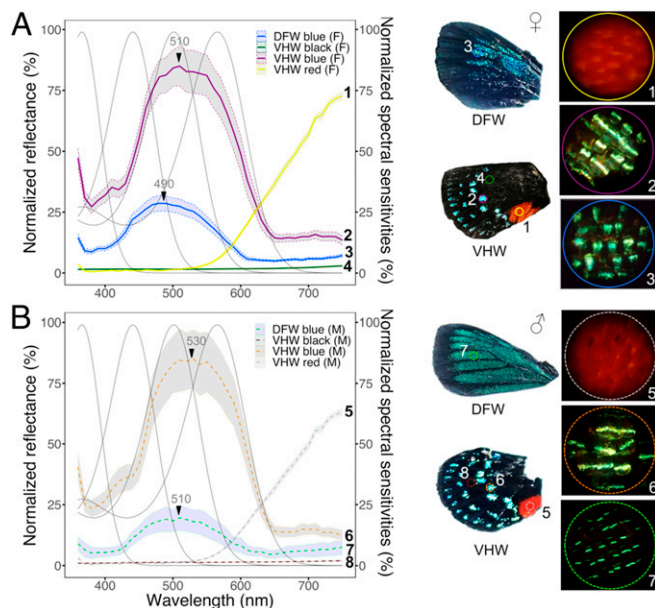 A
Normalized reflectance (%)
100
75
50
25
0
510
490
DFW blue (F)
VHW black (F)
VHW blue (F)
VHW red (F)
1
2
3
4
100
75
50
25
0
400
500
600
700
Normalized spectral sensitivities (%)
3
DFW
♀
4
2
1
VHW
1
2
3
B
Normalized reflectance (%)
100
75
50
25
0
530
510
DFW blue (M)
VHW black (M)
VHW blue (M)
VHW red (M)
5
6
7
8
100
75
50
25
0
400
500
600
700
Wavelength (nm)
Normalized spectral sensitivities (%)
7
DFW
♂
8
6
5
VHW
5
6
7